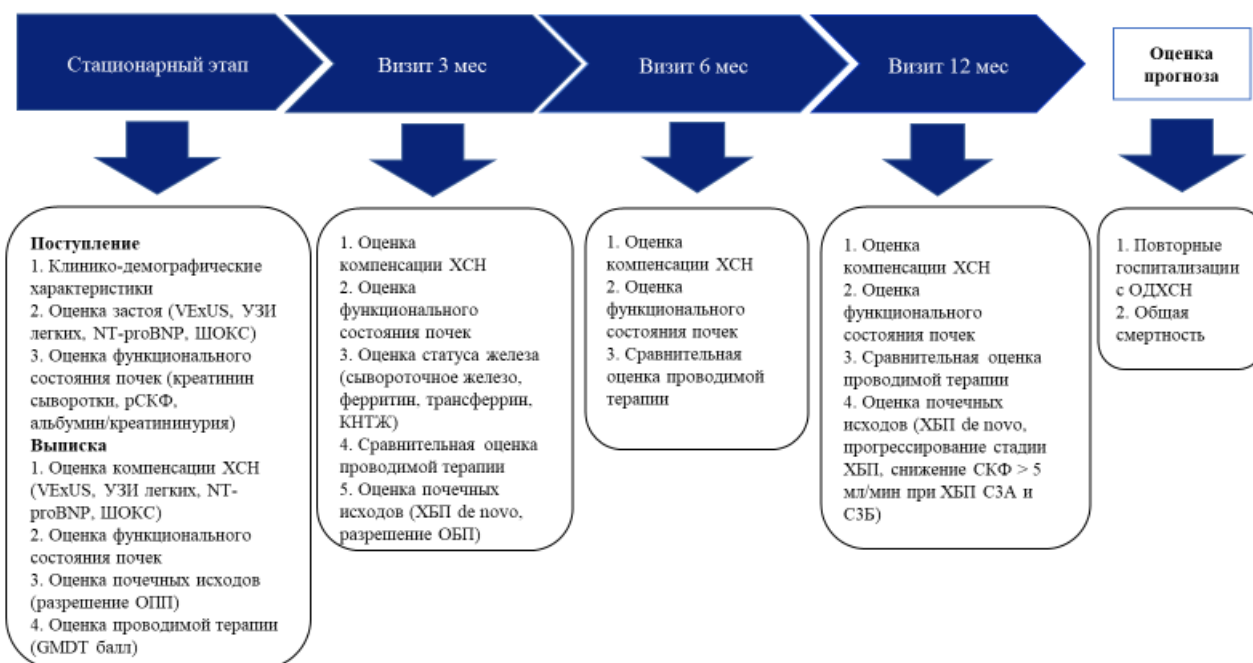 Стационарный этап
Визит 3 мес
Визит 6 мес
Визит 12 мес
Оценка
прогноза
Поступление
1. Клинико-демографические
характеристики
2. Оценка застоя (VExUS, УЗИ
легких, NT-proBNP, ШОКС)
3. Оценка функционального
состояния почек (креатинин
сыворотки, рСКФ,
альбумин/креатининурия)
Выписка
1. Оценка компенсации ХСН
(VExUS, УЗИ легких, NT-
proBNP, ШОКС)
2. Оценка функционального
состояния почек
3. Оценка почечных исходов
(разрешение ОПП)
4. Оценка проводимой терапии
(GMDT балл)
1. Оценка
компенсации ХСН
2. Оценка
функционального
состояния почек
3. Оценка статуса железа
(сывороточное железо,
ферритин, трансферрин,
КНТЖ)
4. Сравнительная оценка
проводимой терапии
5. Оценка почечных
исходов (ХБП de novo,
разрешение ОБП)
1. Оценка
компенсации ХСН
2. Оценка
функционального
состояния почек
3. Сравнительная
оценка проводимой
терапии
1. Оценка
компенсации ХСН
2. Оценка
функционального
состояния почек
3. Сравнительная оценка
проводимой терапии
4. Оценка почечных
исходов (ХБП de novo,
прогрессирование стадии
ХБП, снижение СКФ > 5
мл/мин при ХБП С3А и
С3Б)
1. Повторные
госпитализации
с ОДХСН
2. Общая
смертность